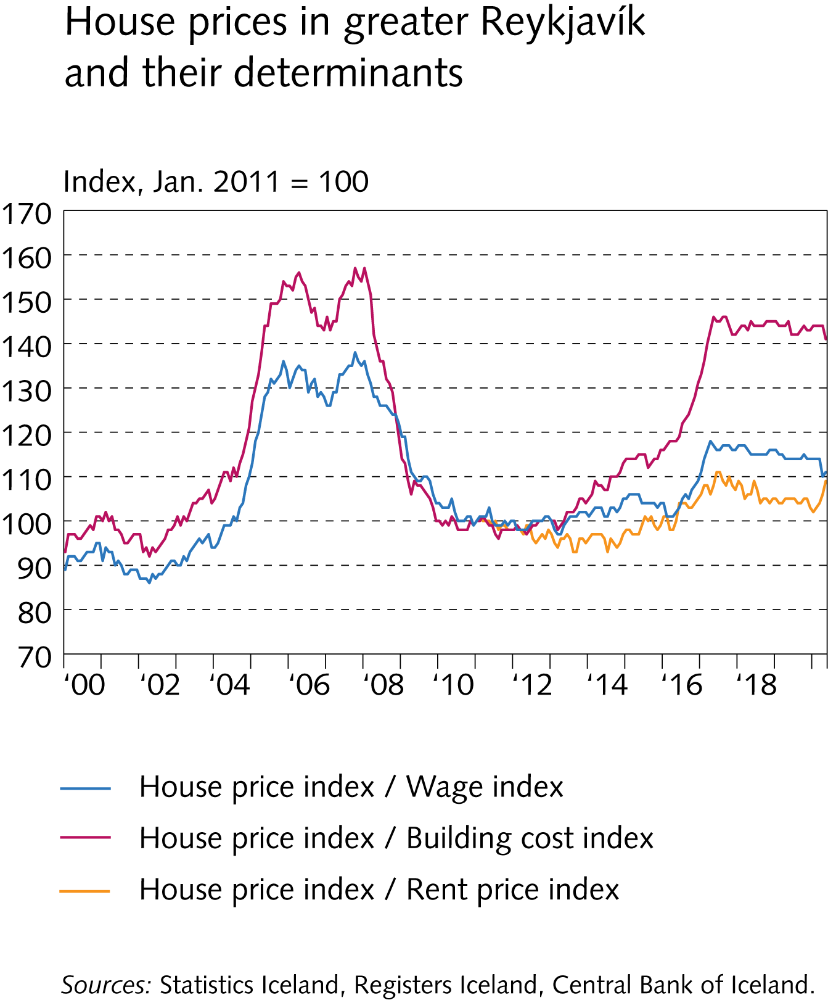 House prices in greater Reykjavík
and their determinants
Index, Jan. 2011 = 100
170
160
150
140
130
120
110
100
90
80
70
‘00 ‘02 ‘04 ‘06 ‘08 ‘10 ‘12 ‘14 ‘16 ‘18
House price index / Wage index
House price index / Building cost index
House price index / Rent price index
Sources: Statistics Iceland, Registers Iceland, Central Bank of Iceland.